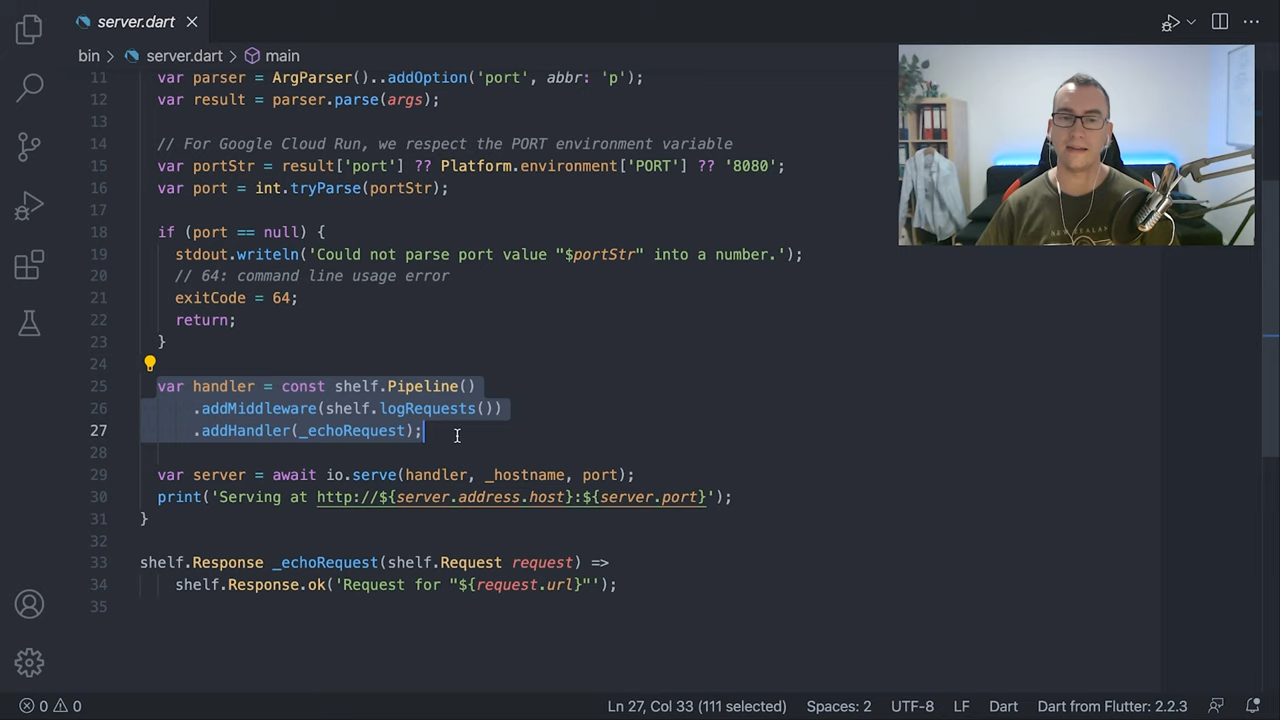 server.dart
bin > server.dart > main
11 var parser = ArgParser()..addOption('port', abbr: 'p');
12 var result = parser.parse(args);
13
14 // For Google Cloud Run, we respect the PORT environment variable
15 var portStr = result['port'] ?? Platform.environment['PORT'] ?? '8080';
16 var port = int.tryParse(portStr);
17
18 if (port == null) {
19 stdout.writeln('Could not parse port value "$portStr" into a number.');
20 // 64: command line usage error
21 exitCode = 64;
22 return;
23 }
24
25 var handler = const shelf.Pipeline()
26 .addMiddleware(shelf.logRequests())
27 .addHandler(_echoRequest);
28
29 var server = await io.serve(handler, _hostname, port);
30 print('Serving at http://${server.address.host}:${server.port}');
31 }
32
33 shelf.Response _echoRequest(shelf.Request request) =>
34 shelf.Response.ok('Request for "${request.url}"');
35
NEW ZEALAND
0 0 Ln 27, Col 33 (111 selected) Spaces: 2 UTF-8 LF Dart Dart from Flutter: 2.2.3